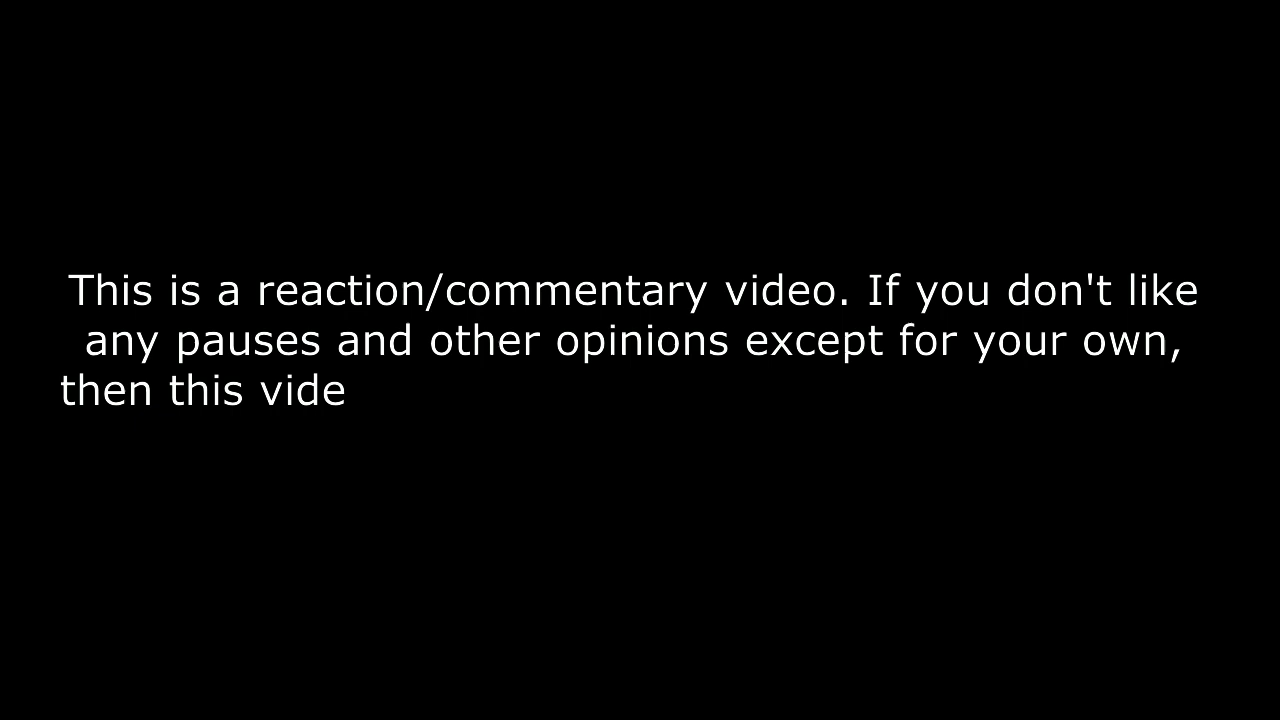 This is a reaction/commentary video. If you don't like
any pauses and other opinions except for your own,
then this vide